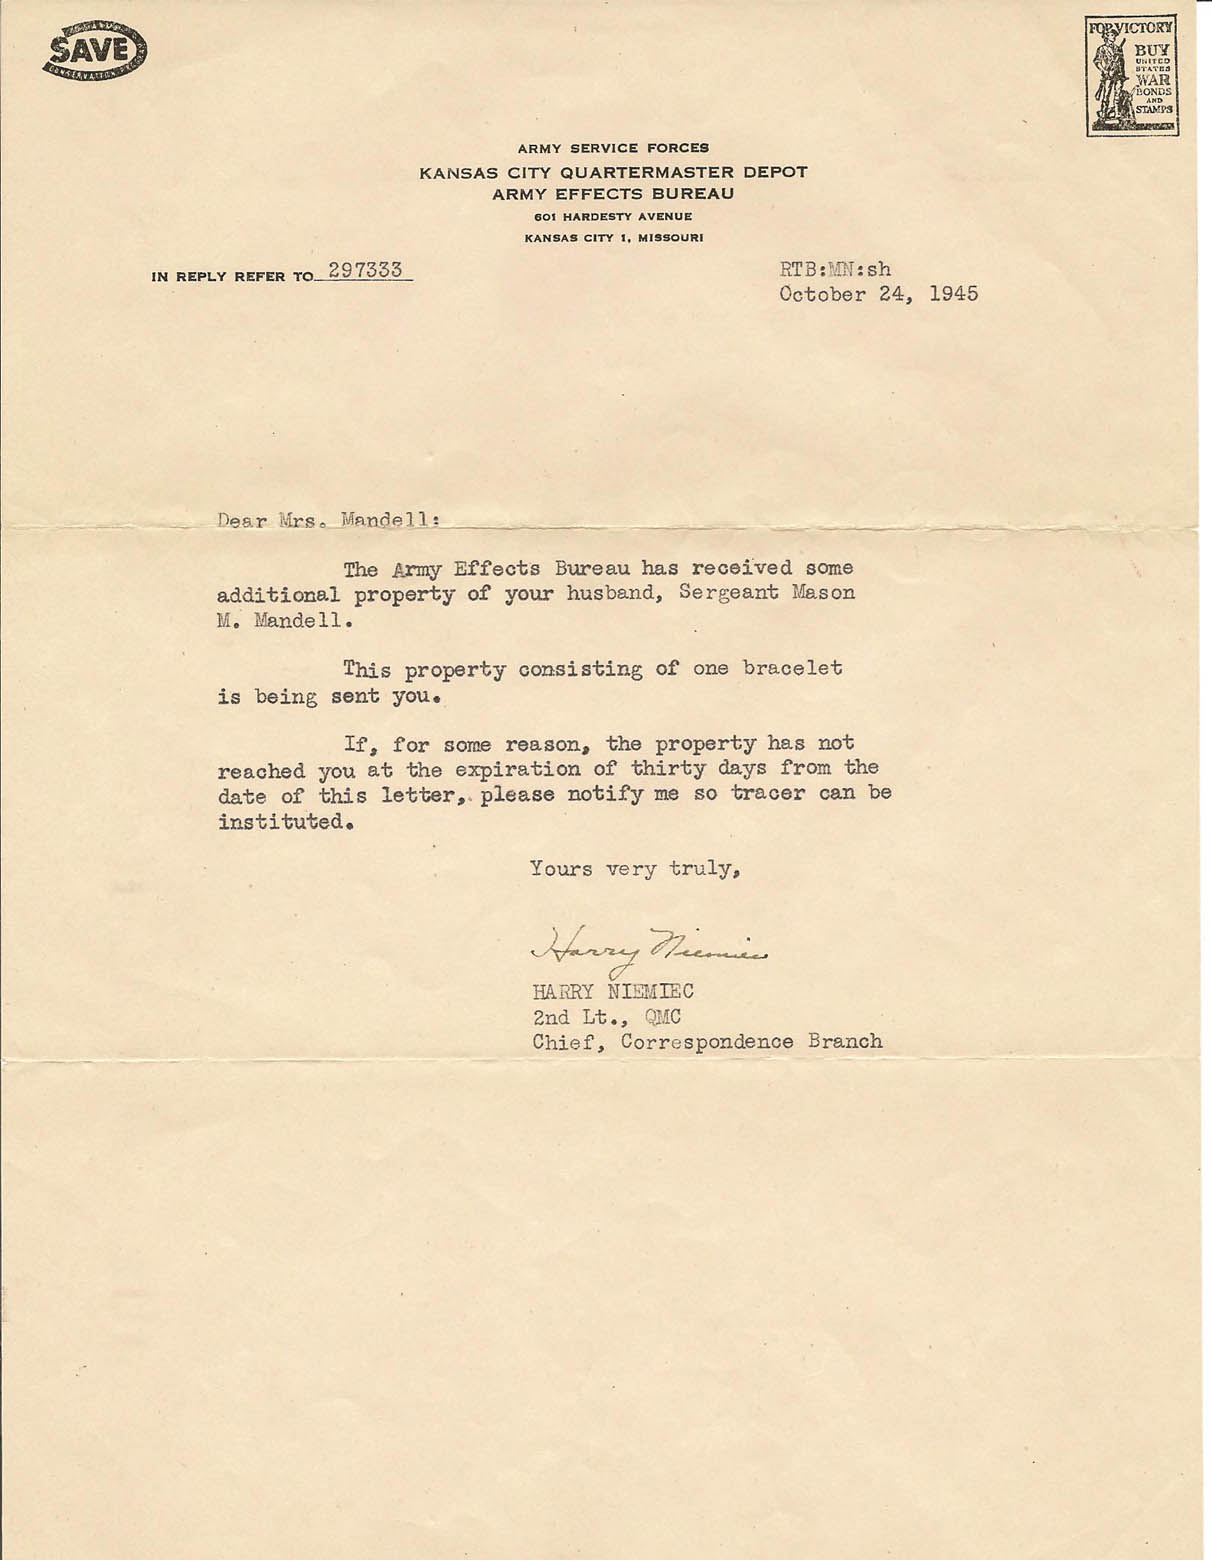 ARMY
SAVE
CONSERVATION PROGRAM
FOR VICTORY
BUY
UNITED
STATES
WAR
BONDS
AND
STAMPS
ARMY SERVICE FORCES
KANSAS CITY QUARTERMASTER DEPOT
ARMY EFFECTS BUREAU
601 HARDESTY AVENUE
KANSAS CITY 1, MISSOURI
IN REPLY REFER TO 297333
RTB:MN:sh
October 24, 1945
Dear Mrs. Mandell:
The Army Effects Bureau has received some
additional property of your husband, Sergeant Mason
M. Mandell.
This property consisting of one bracelet
is being sent you.
If, for some reason, the property has not
reached you at the expiration of thirty days from the
date of this letter, please notify me so tracer can be
instituted.
Yours very truly,
Harry Niemiec
HARRY NIEMIEC
2nd Lt., QMC
Chief, Correspondence Branch